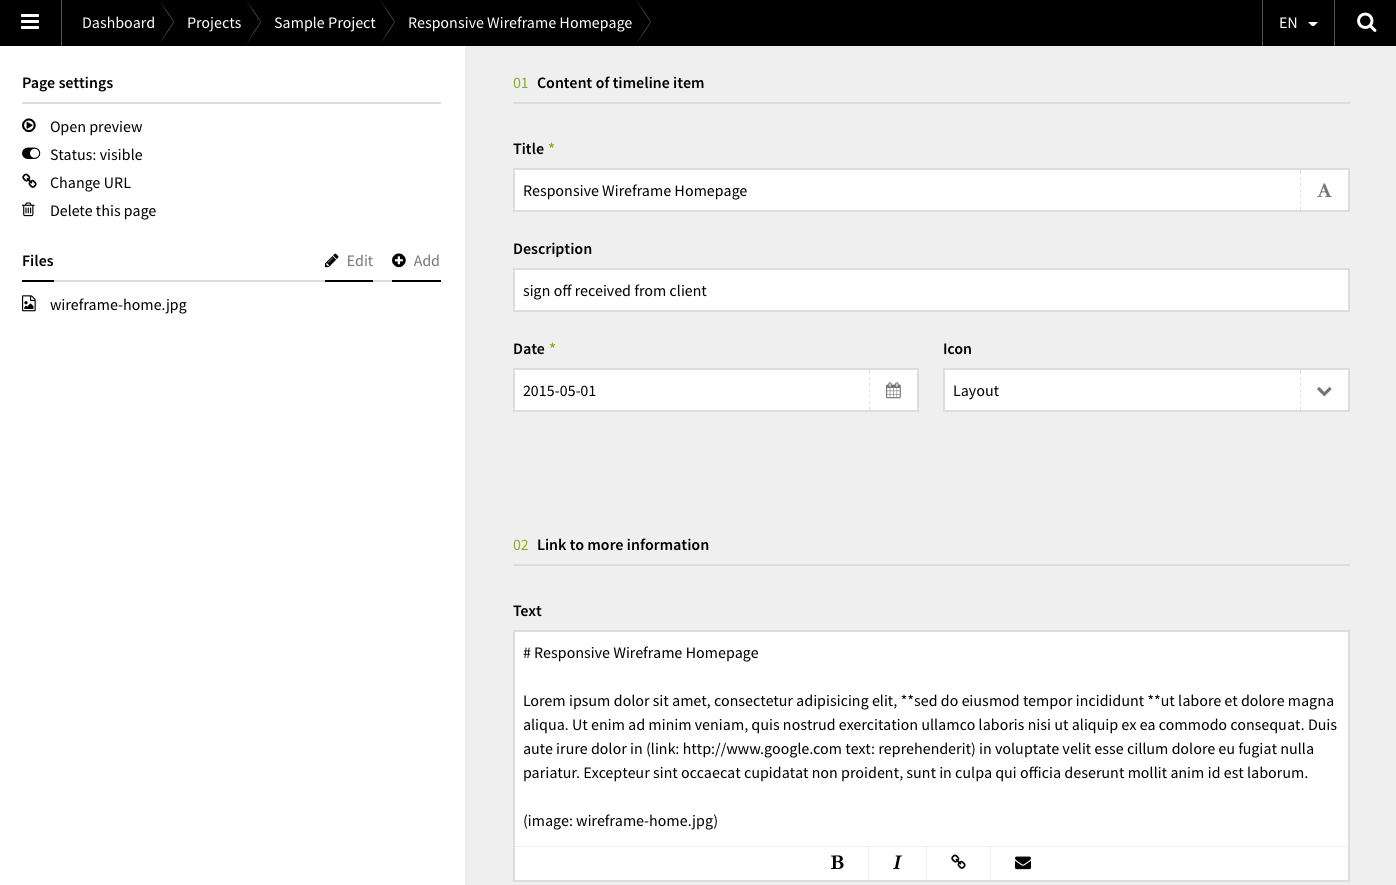 Dashboard Projects Sample Project Responsive Wireframe Homepage EN
Page settings
Open preview
Status: visible
Change URL
Delete this page
Files Edit Add
wireframe-home.jpg
01 Content of timeline item
Title *
Responsive Wireframe Homepage A
Description
sign off received from client
Date * Icon
2015-05-01 Layout
02 Link to more information
Text
# Responsive Wireframe Homepage
Lorem ipsum dolor sit amet, consectetur adipisicing elit, **sed do eiusmod tempor incididunt **ut labore et dolore magna
aliqua. Ut enim ad minim veniam, quis nostrud exercitation ullamco laboris nisi ut aliquip ex ea commodo consequat. Duis
aute irure dolor in (link: http://www.google.com text: reprehenderit) in voluptate velit esse cillum dolore eu fugiat nulla
pariatur. Excepteur sint occaecat cupidatat non proident, sunt in culpa qui officia deserunt mollit anim id est laborum.
(image: wireframe-home.jpg)
B I